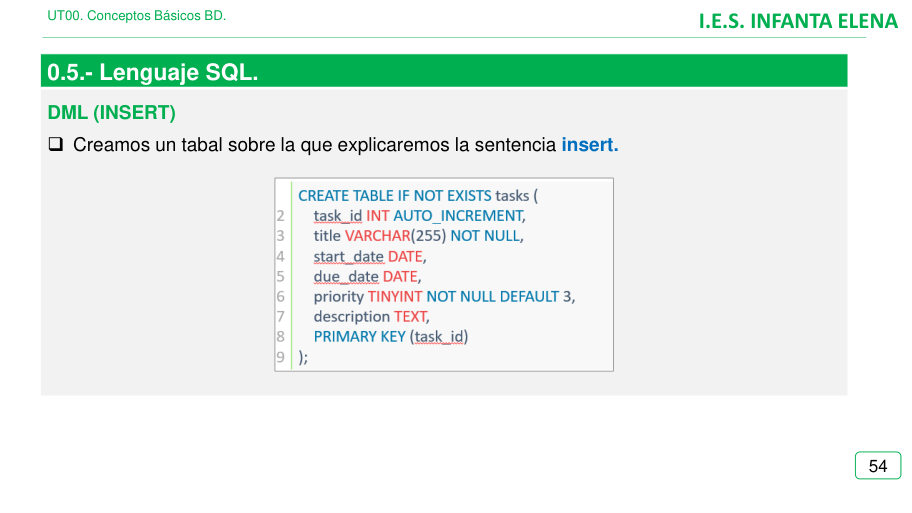 UT00. Conceptos Básicos BD.
I.E.S. INFANTA ELENA
0.5.- Lenguaje SQL.
DML (INSERT)
❑ Creamos un tabal sobre la que explicaremos la sentencia insert.
CREATE TABLE IF NOT EXISTS tasks (
2 task_id INT AUTO_INCREMENT,
3 title VARCHAR(255) NOT NULL,
4 start_date DATE,
5 due_date DATE,
6 priority TINYINT NOT NULL DEFAULT 3,
7 description TEXT,
8 PRIMARY KEY (task_id)
9 );
54